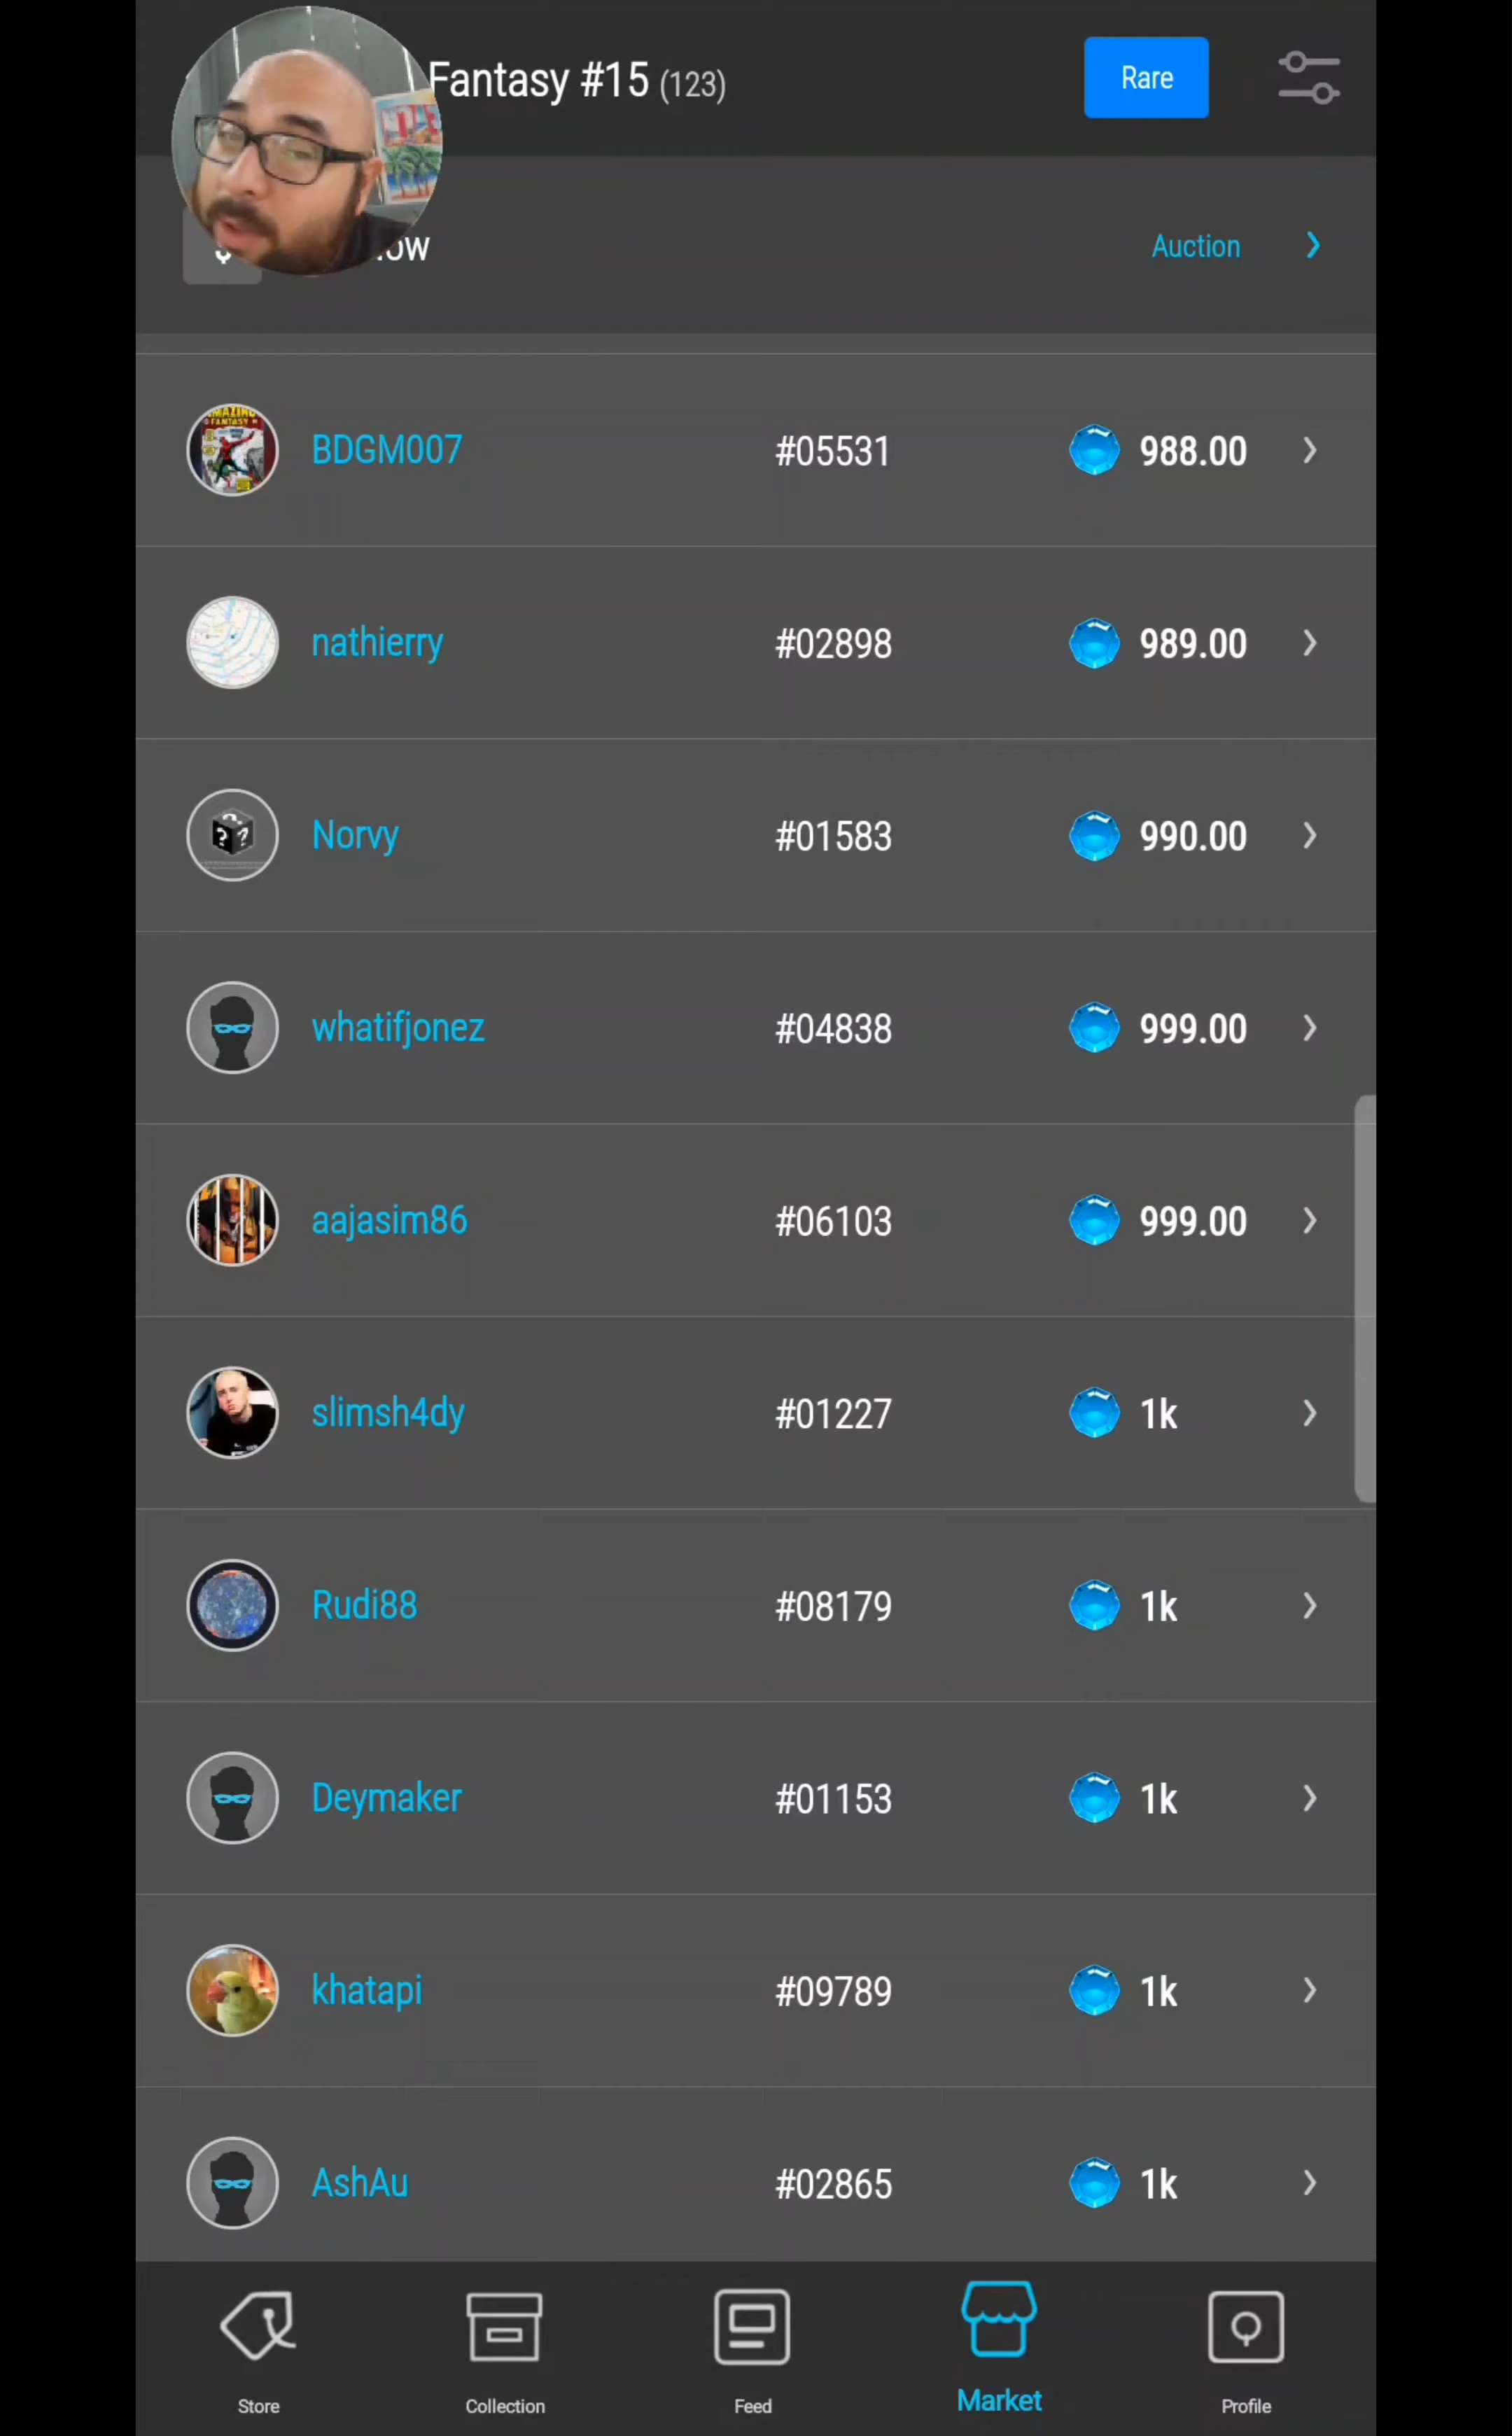 Fantasy #15 (123)
Rare
Auction
AMAZING
FANTASY
BDGM007 #05531 988.00
nathierry #02898 989.00
Norvy #01583 990.00
whatifjonez #04838 999.00
aajasim86 #06103 999.00
slimsh4dy #01227 1k
Rudi88 #08179 1k
Deymaker #01153 1k
khatapi #09789 1k
AshAu #02865 1k
Store Collection Feed Market Profile